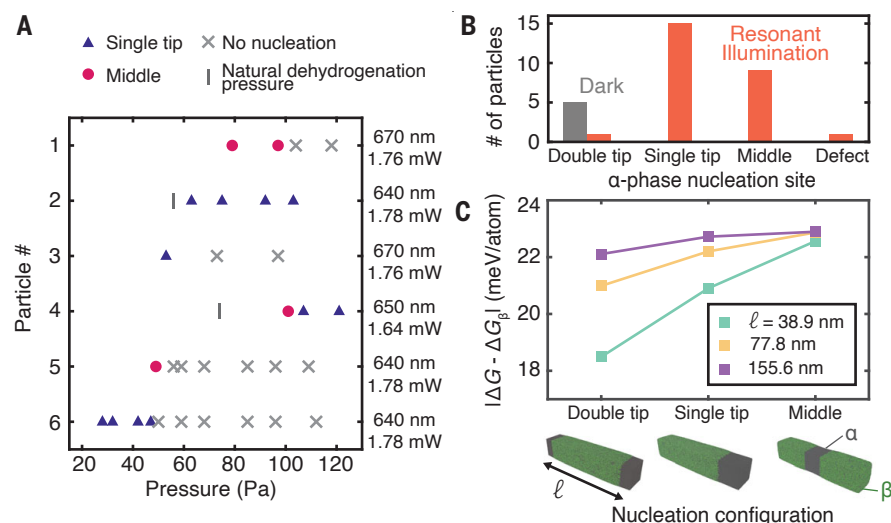 A
Single tip
No nucleation
Middle
Natural dehydrogenation
pressure
Particle #
1
2
3
4
5
6
670 nm
1.76 mW
640 nm
1.78 mW
670 nm
1.76 mW
650 nm
1.64 mW
640 nm
1.78 mW
640 nm
1.78 mW
20
40
60
80
100
120
Pressure (Pa)
B
# of particles
15
10
5
0
Dark
Resonant
Illumination
Double tip
Single tip
Middle
Defect
α-phase nucleation site
C
|ΔG - ΔGβ| (meV/atom)
24
22
20
18
ℓ = 38.9 nm
77.8 nm
155.6 nm
Double tip
Single tip
Middle
ℓ
α
β
Nucleation configuration